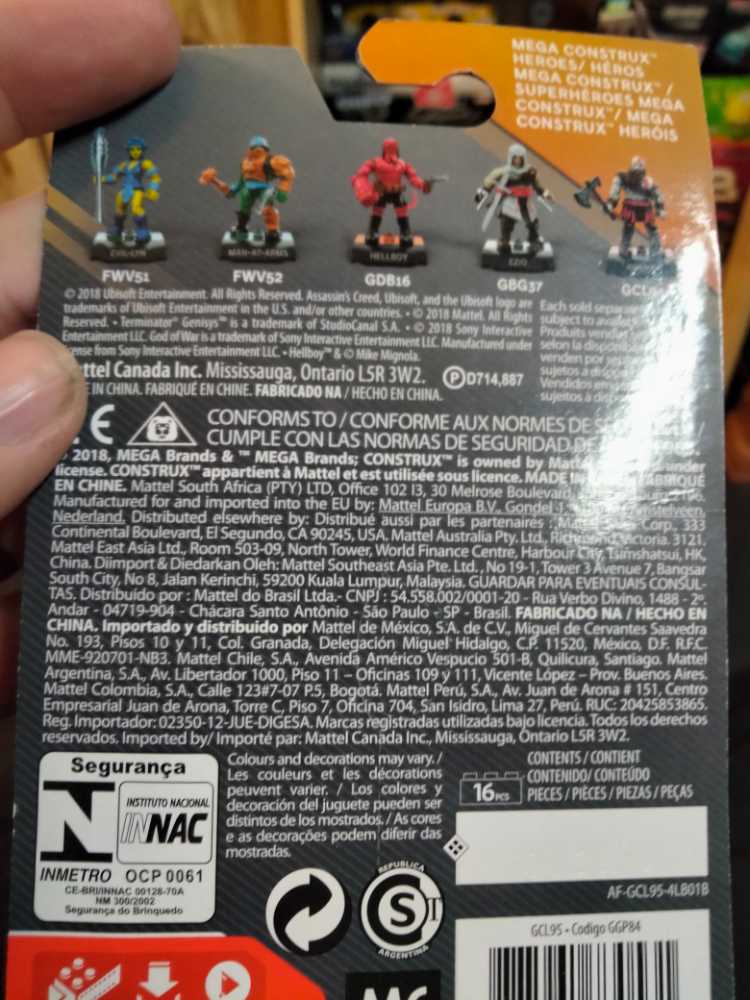 MEGA CONSTRUX™
HEROES/ HÉROS
MEGA CONSTRUX™ /
SUPERHÉROES MEGA
CONSTRUX™/ MEGA
CONSTRUX™ HERÓIS
EVIL-LYN
MAN-AT-ARMS
HELLBOY
EZIO
FWV51
FWV52
GDB16
GBG37
© 2018 Ubisoft Entertainment. All Rights Reserved. Assassin's Creed, Ubisoft, and the Ubisoft logo are
trademarks of Ubisoft Entertainment in the U.S. and/or other countries. • © 2018 Mattel. All Rights
Reserved. • Terminator® Genisys™ is a trademark of StudioCanal S.A. • © 2018 Sony Interactive
Entertainment LLC. God of War is a trademark of Sony Interactive Entertainment LLC. Manufactured under
from Sony Interactive Entertainment LLC. • Hellboy™ & © Mike Mignola.
Each sold
subject to
Produits
selon la
venden por
sujetos a
Vendidos
sujeitos à
Canada Inc. Mississauga, Ontario L5R 3W2. Ⓟ D714,887
IN CHINA. FABRIQUÉ EN CHINE. FABRICADO NA / HECHO EN CHINA.
CE
CONFORMS TO / CONFORME AUX NORMES DE
CUMPLE CON LAS NORMAS DE SEGURIDAD
2018, MEGA Brands & ™ MEGA Brands; CONSTRUX™ is owned by under
license. CONSTRUX™ appartient à Mattel et est utilisée sous licence. MADE IN
EN CHINE. Mattel South Africa (PTY) LTD, Office 102 I3, 30 Melrose Boulevard,
Manufactured for and imported into the EU by: Mattel Europa B.V., Gondel
Nederland. Distributed elsewhere by: Distribué aussi par les partenaires : Corp., 333
Continental Boulevard, El Segundo, CA 90245, USA. Mattel Australia Pty. Ltd., Victoria. 3121.
Mattel East Asia Ltd., Room 503-09, North Tower, World Finance Centre, Harbour City, Tsimshatsui, HK,
China. Diimport & Diedarkan Oleh: Mattel Southeast Asia Pte. Ltd., No 19-1, Tower 3 Avenue 7, Bangsar
South City, No 8, Jalan Kerinchi, 59200 Kuala Lumpur, Malaysia. GUARDAR PARA EVENTUAIS CONSUL-
TAS. Distribuído por : Mattel do Brasil Ltda.- CNPJ : 54.558.002/0001-20 - Rua Verbo Divino, 1488 - 2º.
Andar - 04719-904 - Chácara Santo Antônio - São Paulo - SP - Brasil. FABRICADO NA / HECHO EN
CHINA. Importado y distribuido por Mattel de México, S.A. de C.V., Miguel de Cervantes Saavedra
No. 193, Pisos 10 y 11, Col. Granada, Delegación Miguel Hidalgo, C.P. 11520, México, D.F. R.F.C.
MME-920701-NB3. Mattel Chile, S.A., Avenida Américo Vespucio 501-B, Quilicura, Santiago. Mattel
Argentina, S.A., Av. Libertador 1000, Piso 11 – Oficinas 109 y 111, Vicente López – Prov. Buenos Aires.
Mattel Colombia, S.A., Calle 123#7-07 P.5, Bogotá. Mattel Perú, S.A., Av. Juan de Arona # 151, Centro
Empresarial Juan de Arona, Torre C, Piso 7, Oficina 704, San Isidro, Lima 27, Perú. RUC: 20425853865.
Reg. Importador: 02350-12-JUE-DIGESA. Marcas registradas utilizadas bajo licencia. Todos los derechos
reservados. Imported by/ Importé par: Mattel Canada Inc., Mississauga, Ontario L5R 3W2.
Segurança
INSTITUTO NACIONAL
INNAC
INMETRO OCP 0061
CE-BRI/INNAC 00128-70A
NM 300/2002
Segurança do Brinquedo
Colours and decorations may vary. /
Les couleurs et les décorations
peuvent varier. / Los colores y
decoración del juguete pueden ser
distintos de los mostrados. / As cores
e as decorações podem diferir das
mostradas.
16 PCS
CONTENTS / CONTIENT
CONTENIDO/ CONTEÚDO
PIECES / PIÈCES / PIEZAS / PEÇAS
REPUBLICA
ARGENTINA
AF-GCL95-4LB01B
GCL95 - Codigo GGP84